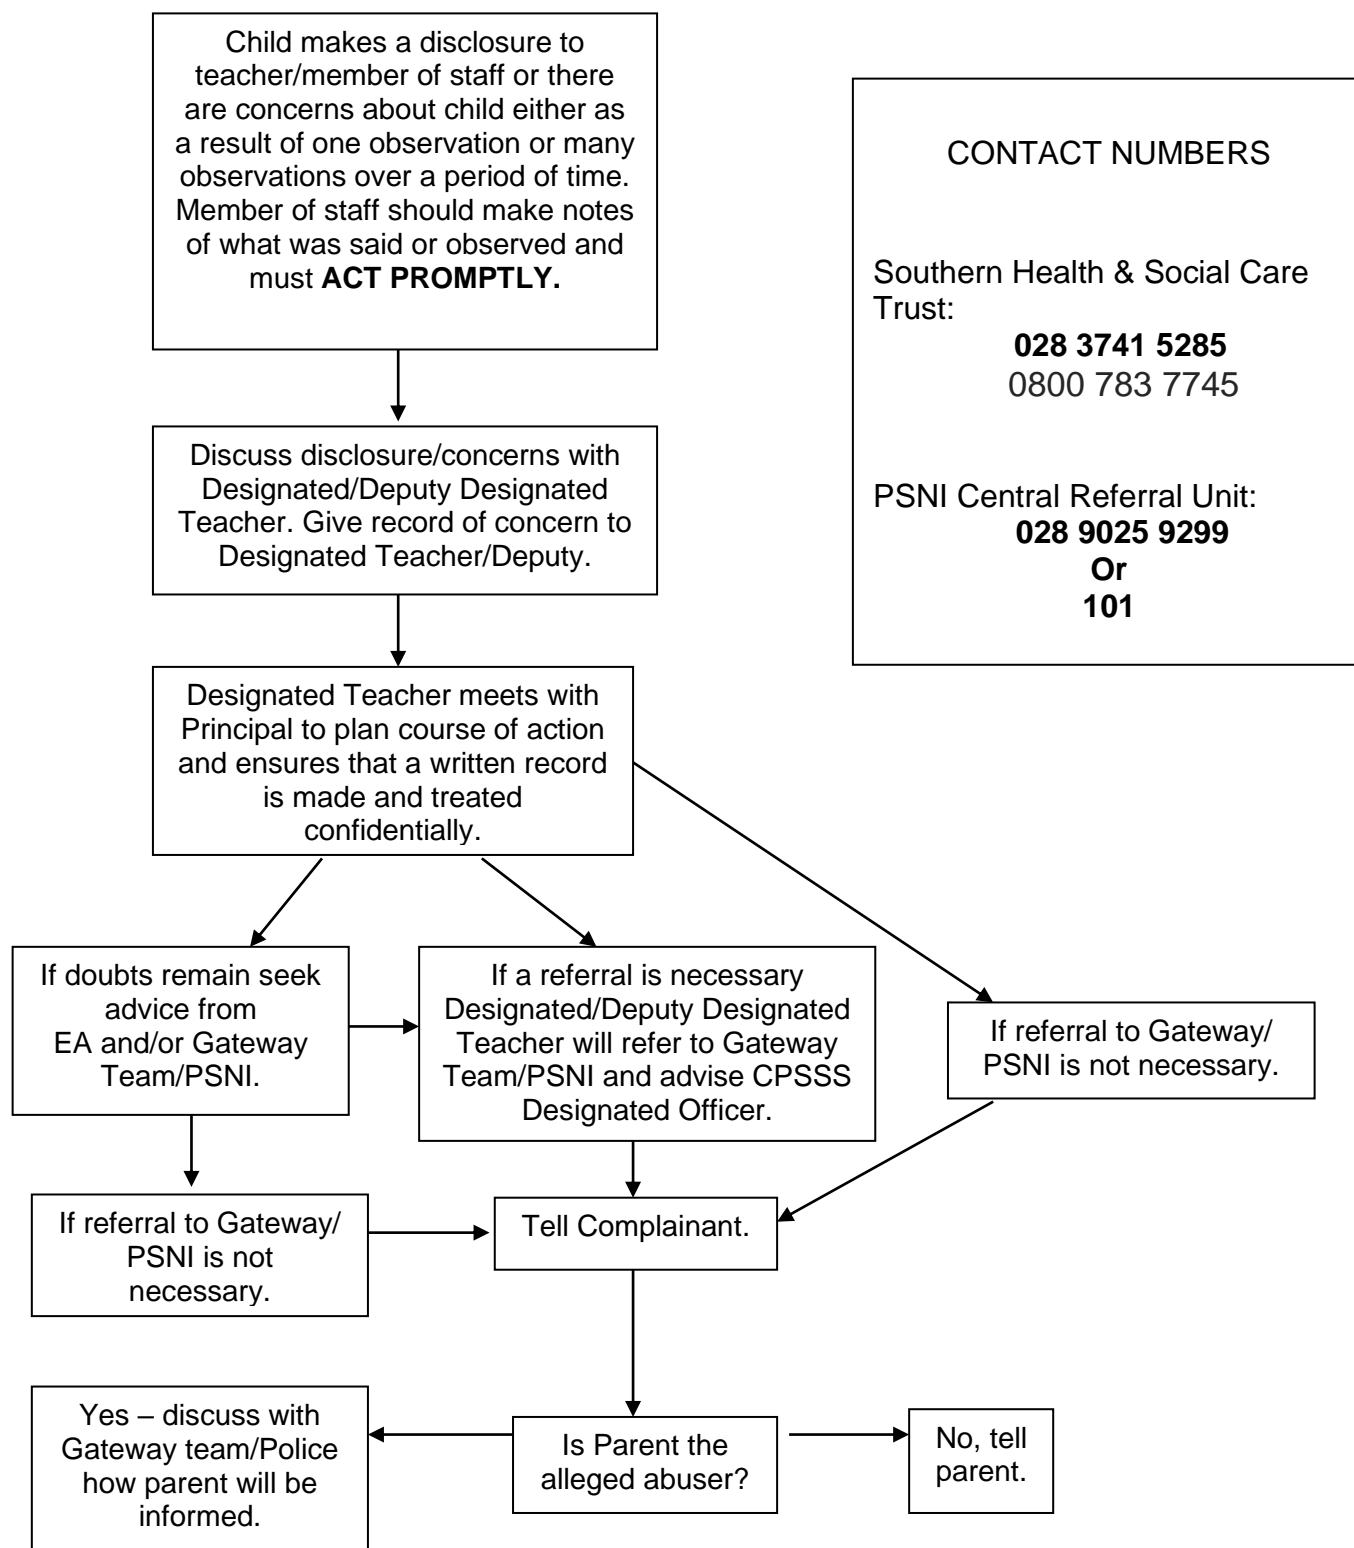 Child makes a disclosure to
teacher/member of staff or there
are concerns about child either as
a result of one observation or many
observations over a period of time.
Member of staff should make notes
of what was said or observed and
must ACT PROMPTLY.
CONTACT NUMBERS
Southern Health & Social Care
Trust:
028 3741 5285
0800 783 7745
PSNI Central Referral Unit:
028 9025 9299
Or
101
Discuss disclosure/concerns with
Designated/Deputy Designated
Teacher. Give record of concern to
Designated Teacher/Deputy.
Designated Teacher meets with
Principal to plan course of action
and ensures that a written record
is made and treated
confidentially.
If doubts remain seek
advice from
EA and/or Gateway
Team/PSNI.
If a referral is necessary
Designated/Deputy Designated
Teacher will refer to Gateway
Team/PSNI and advise CPSSS
Designated Officer.
If referral to Gateway/
PSNI is not necessary.
If referral to Gateway/
PSNI is not
necessary.
Tell Complainant.
Yes – discuss with
Gateway team/Police
how parent will be
informed.
Is Parent the
alleged abuser?
No, tell
parent.